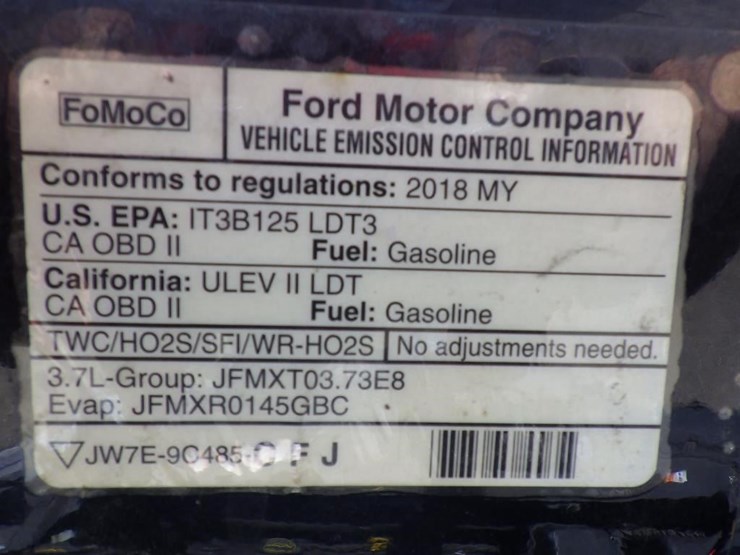 FoMoCo
Ford Motor Company
VEHICLE EMISSION CONTROL INFORMATION
Conforms to regulations: 2018 MY
U.S. EPA: IT3B125 LDT3
CA OBD II Fuel: Gasoline
California: ULEV II LDT
CA OBD II Fuel: Gasoline
TWC/HO2S/SFI/WR-HO2S No adjustments needed.
3.7L-Group: JFMXT03.73E8
Evap: JFMXR0145GBC
JW7E-9C485- F J